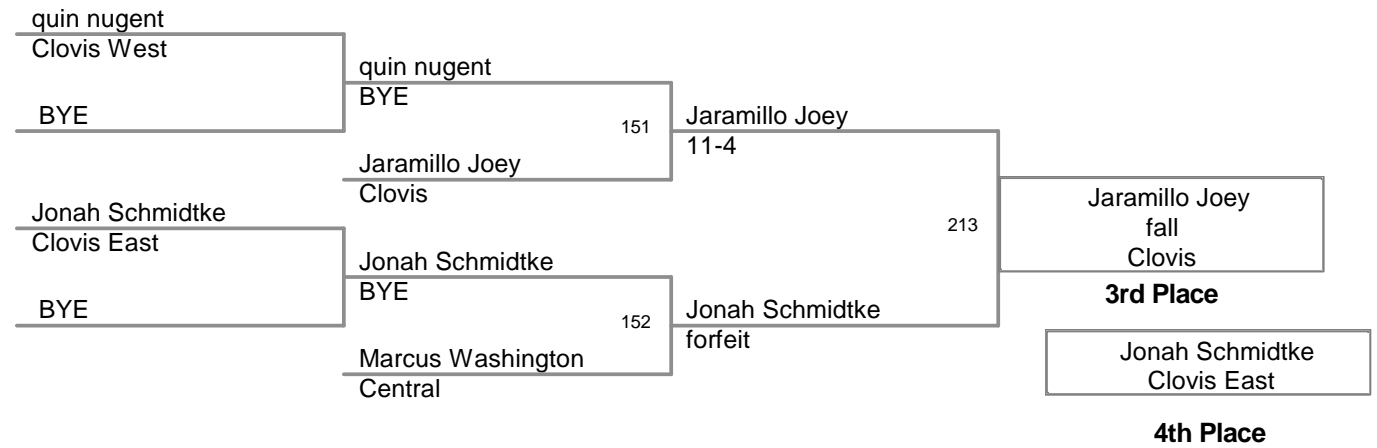 quin nugent
Clovis West
BYE
Jonah Schmidtke
Clovis East
BYE
quin nugent
BYE
151
Jaramillo Joey
Clovis
Jonah Schmidtke
BYE
152
Marcus Washington
Central
Jaramillo Joey
11-4
213
Jonah Schmidtke
forfeit
Jaramillo Joey
fall
Clovis
3rd Place
Jonah Schmidtke
Clovis East
4th Place